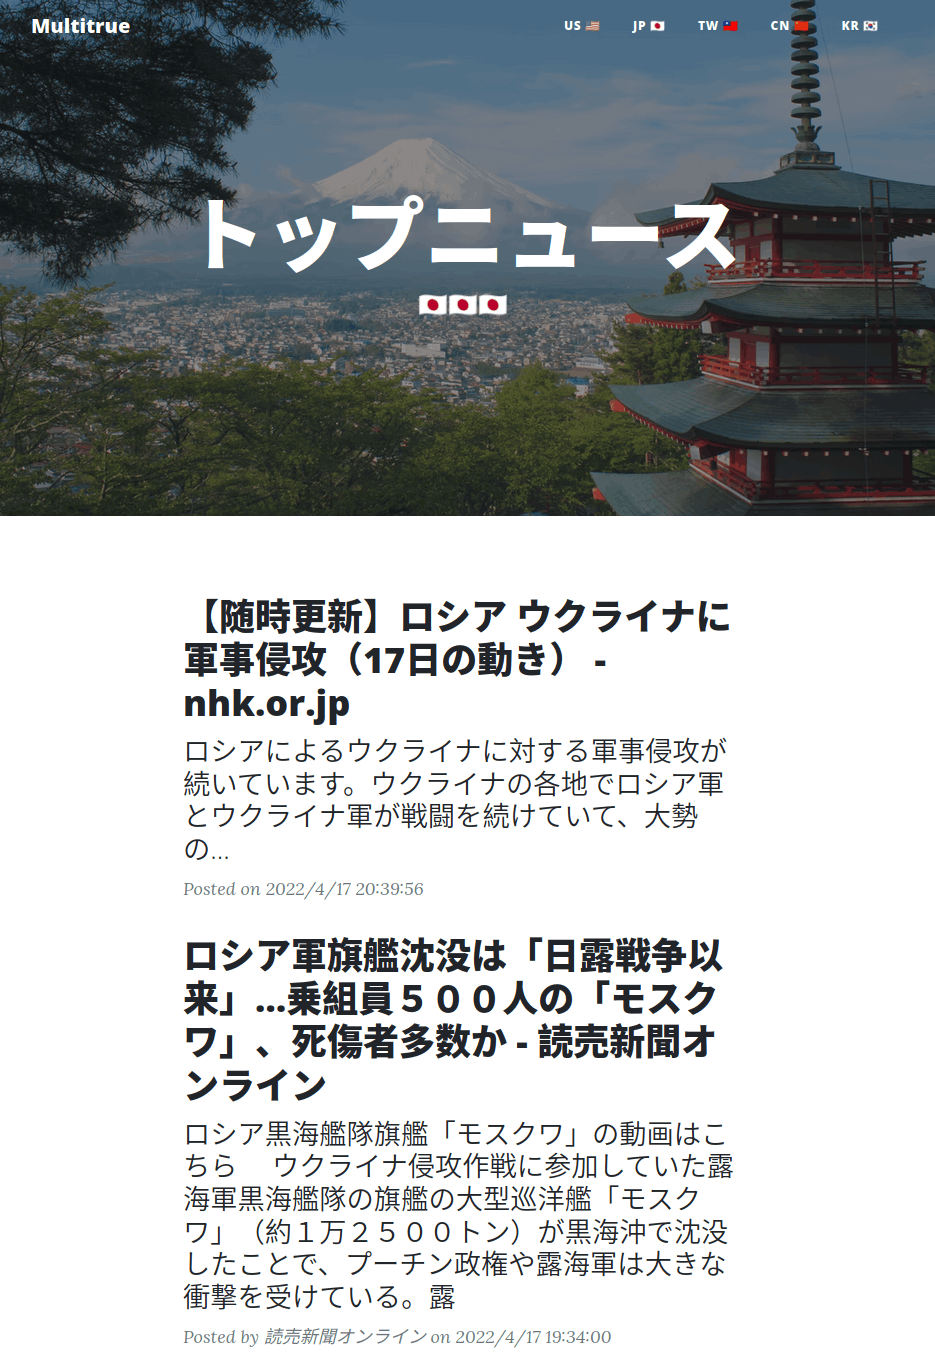 Multitrue
US 🇺🇸 JP 🇯🇵 TW 🇹🇼 CN 🇨🇳 KR 🇰🇷
トップニュース
🇯🇵🇯🇵🇯🇵
【随時更新】ロシア ウクライナに
軍事侵攻（17日の動き） -
nhk.or.jp
ロシアによるウクライナに対する軍事侵攻が
続いています。ウクライナの各地でロシア軍
とウクライナ軍が戦闘を続けていて、大勢
の…
Posted on 2022/4/17 20:39:56
ロシア軍旗艦沈没は「日露戦争以
来」…乗組員５００人の「モスク
ワ」、死傷者多数か - 読売新聞オ
ンライン
ロシア黒海艦隊旗艦「モスクワ」の動画はこ
ちら　 ウクライナ侵攻作戦に参加していた露
海軍黒海艦隊の旗艦の大型巡洋艦「モスク
ワ」（約１万２５００トン）が黒海沖で沈没
したことで、プーチン政権や露海軍は大きな
衝撃を受けている。露
Posted by 読売新聞オンライン on 2022/4/17 19:34:00